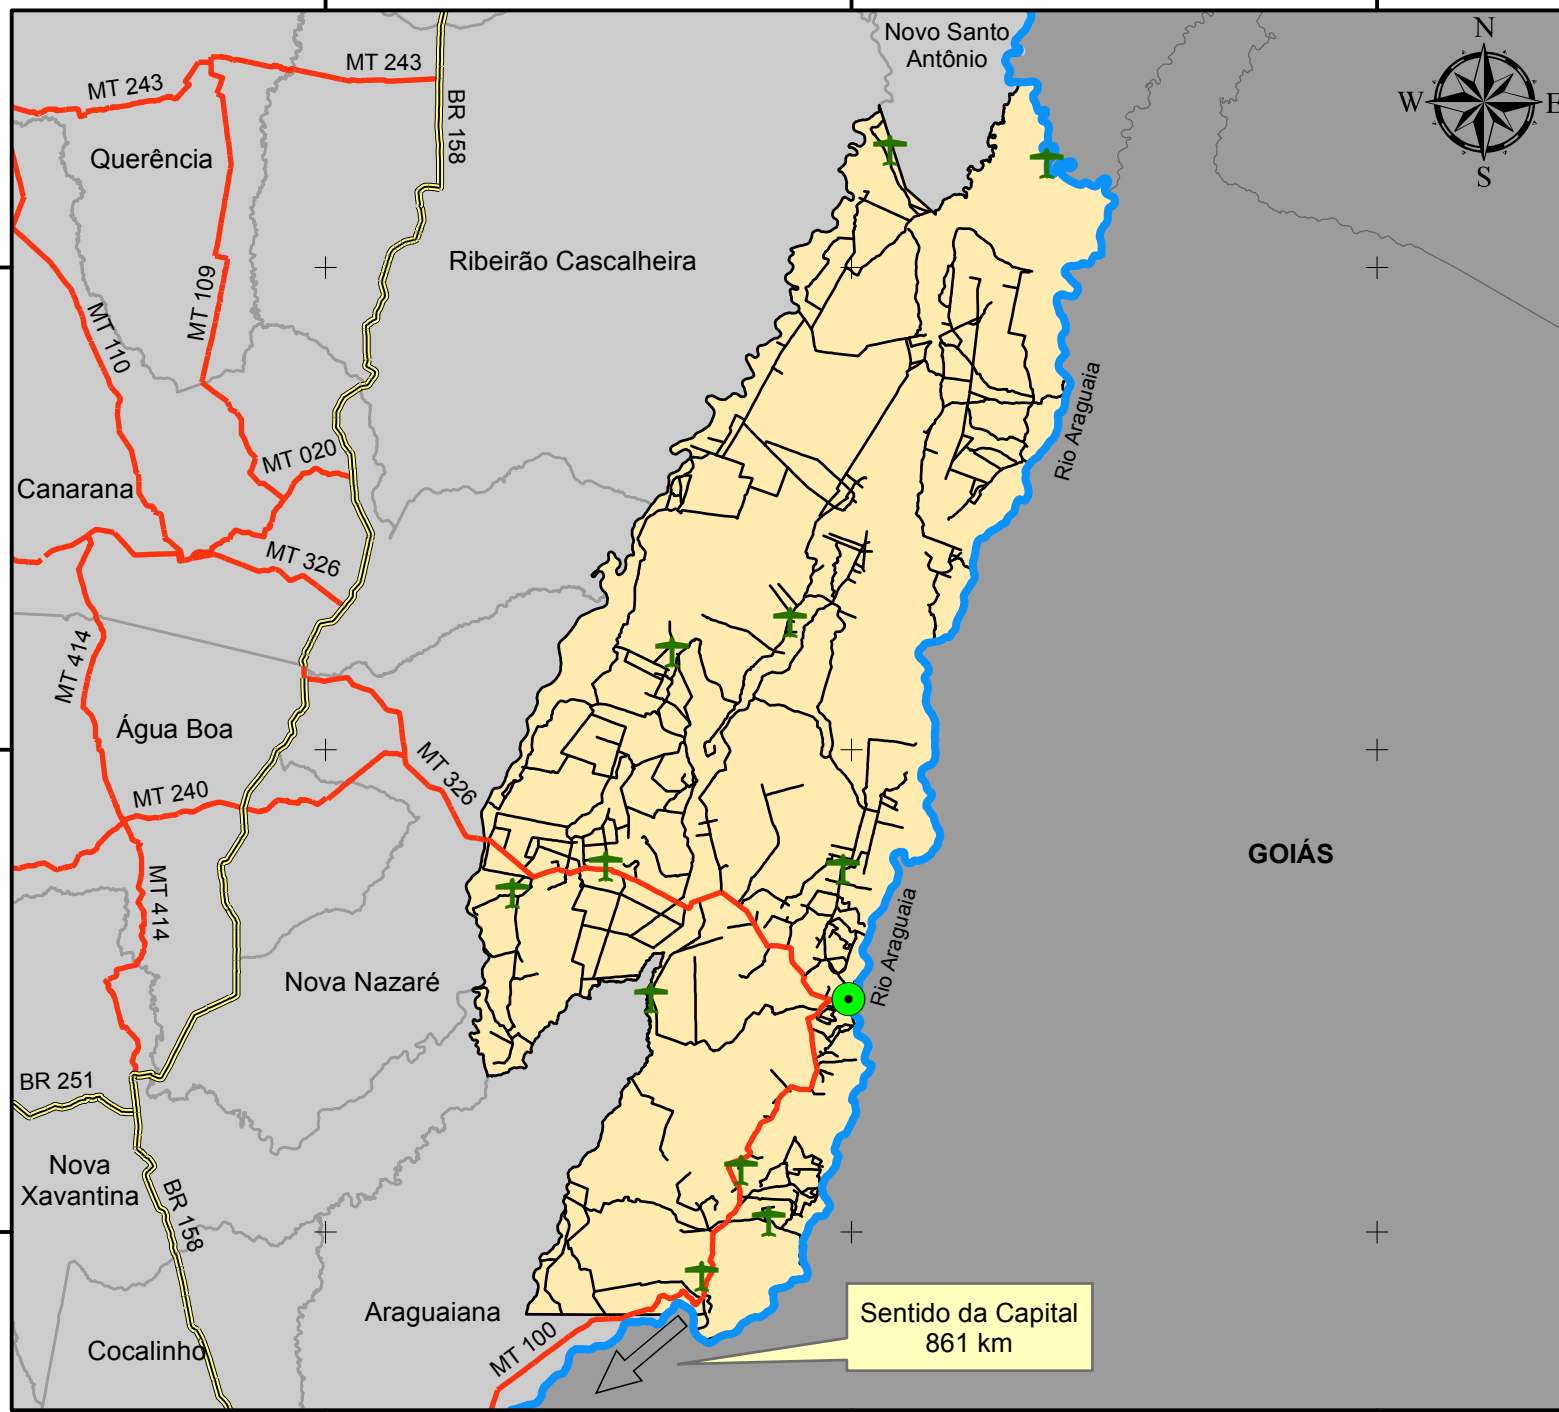 Novo Santo
Antônio
N
W
E
S
MT 243
MT 243
BR 158
Querência
Ribeirão Cascalheira
MT 109
MT 110
Rio Araguaia
MT 020
Canarana
MT 326
MT 414
Água Boa
MT 326
MT 240
GOIÁS
MT 414
Rio Araguaia
Nova Nazaré
BR 251
Nova
Xavantina
BR 158
Araguaiana
Sentido da Capital
861 km
MT 100
Cocalinho